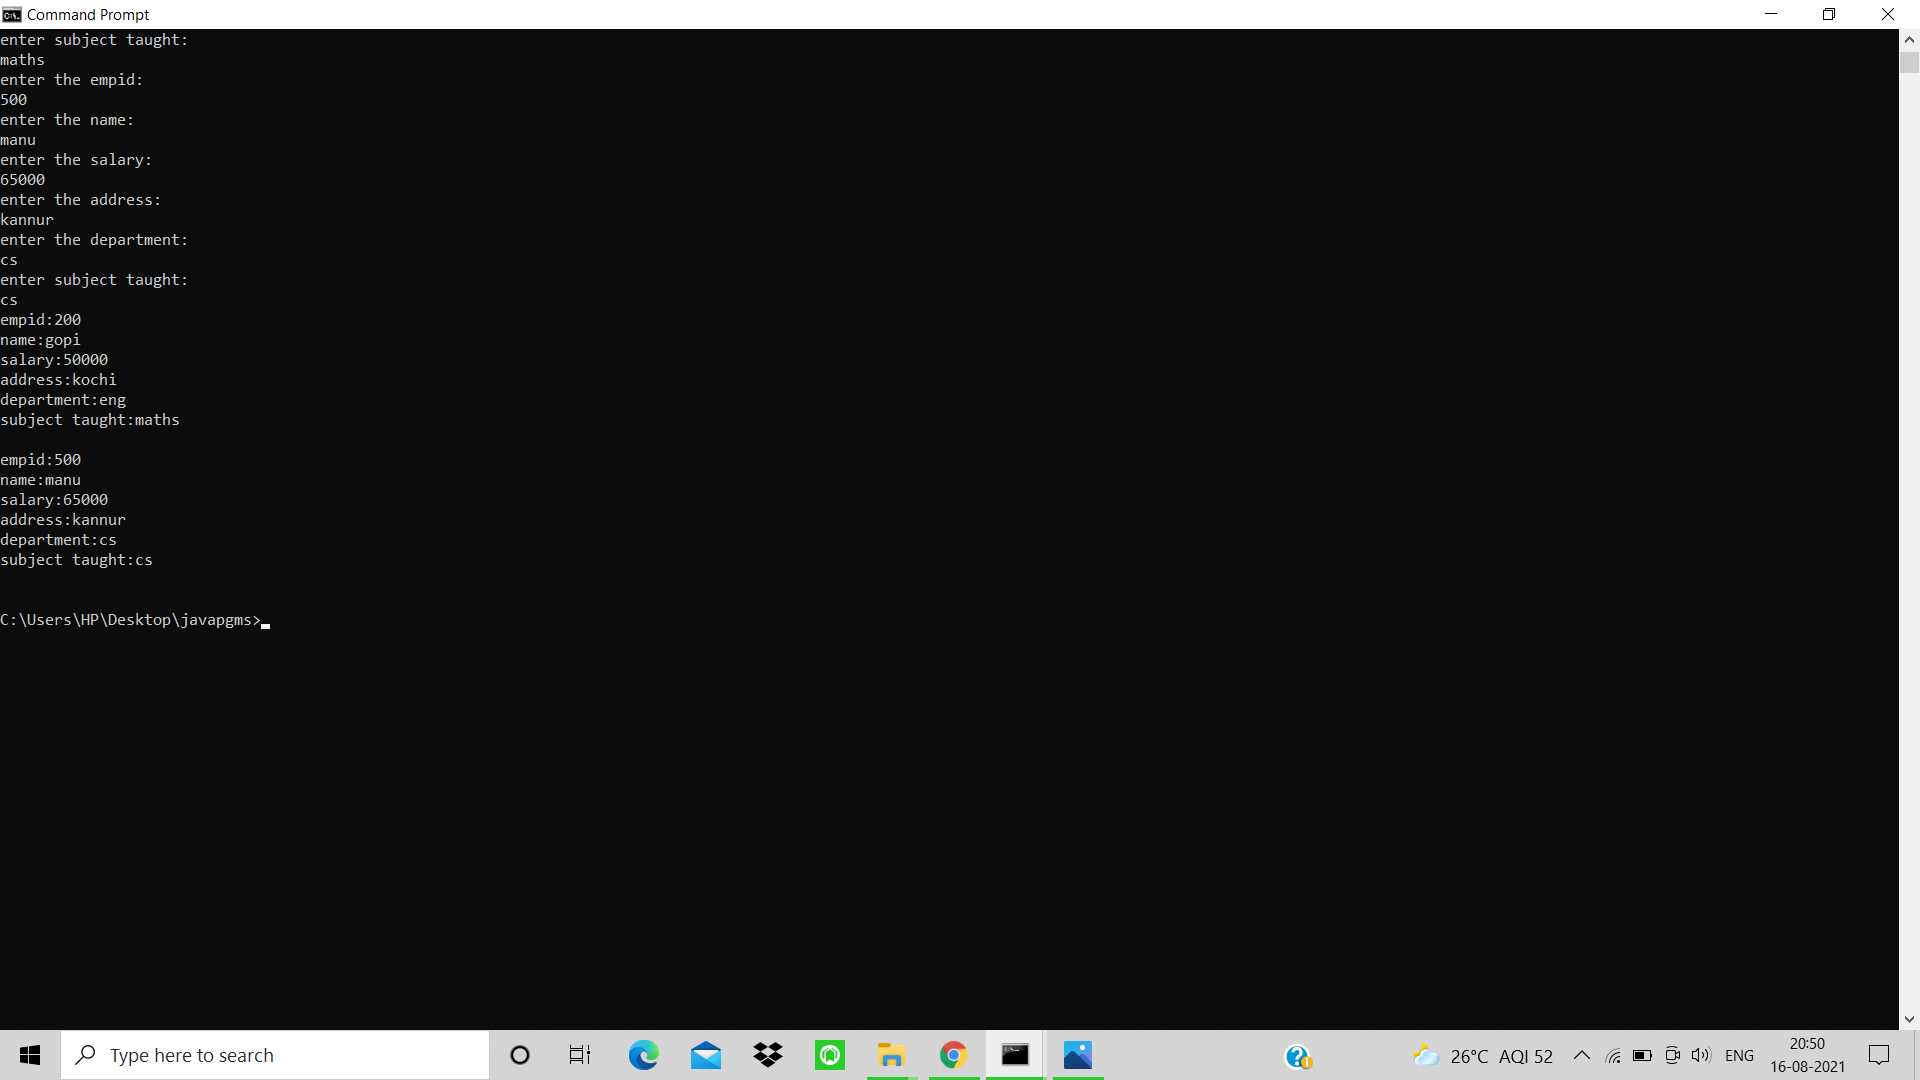 Command Prompt
enter subject taught:
maths
enter the empid:
500
enter the name:
manu
enter the salary:
65000
enter the address:
kannur
enter the department:
cs
enter subject taught:
cs
empid:200
name:gopi
salary:50000
address:kochi
department:eng
subject taught:maths
empid:500
name:manu
salary:65000
address:kannur
department:cs
subject taught:cs
C:\Users\HP\Desktop\javapgms>
Type here to search
26°C AQI 52
ENG
20:50
16-08-2021